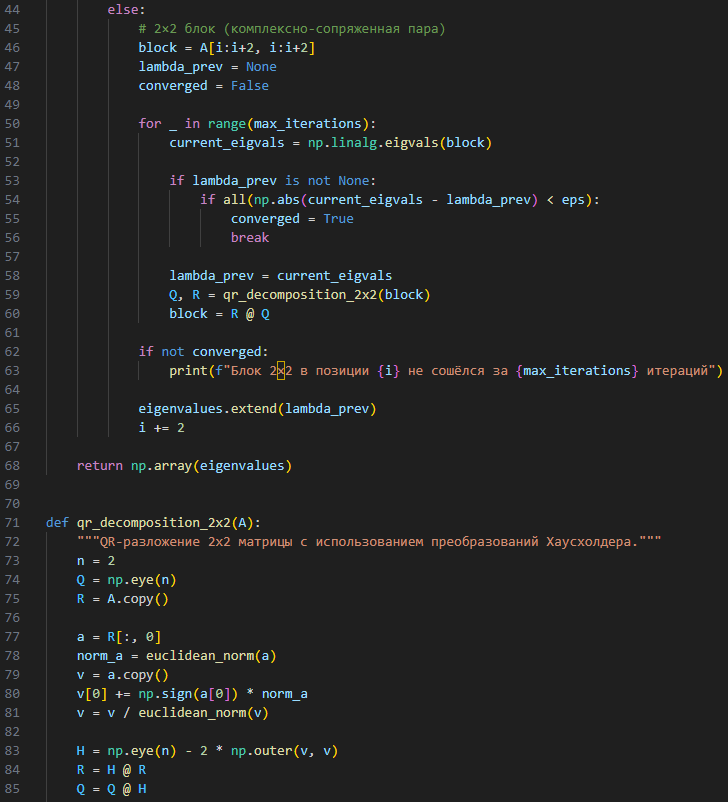 44 else:
45 # 2x2 блок (комплексно-сопряженная пара)
46 block = A[i:i+2, i:i+2]
47 lambda_prev = None
48 converged = False
49
50 for _ in range(max_iterations):
51 current_eigvals = np.linalg.eigvals(block)
52
53 if lambda_prev is not None:
54 if all(np.abs(current_eigvals - lambda_prev) < eps):
55 converged = True
56 break
57
58 lambda_prev = current_eigvals
59 Q, R = qr_decomposition_2x2(block)
60 block = R @ Q
61
62 if not converged:
63 print(f"Блок 2x2 в позиции {i} не сошёлся за {max_iterations} итераций")
64
65 eigenvalues.extend(lambda_prev)
66 i += 2
67
68 return np.array(eigenvalues)
69
70
71 def qr_decomposition_2x2(A):
72 """QR-разложение 2x2 матрицы с использованием преобразований Хаусхолдера."""
73 n = 2
74 Q = np.eye(n)
75 R = A.copy()
76
77 a = R[:, 0]
78 norm_a = euclidean_norm(a)
79 v = a.copy()
80 v[0] += np.sign(a[0]) * norm_a
81 v = v / euclidean_norm(v)
82
83 H = np.eye(n) - 2 * np.outer(v, v)
84 R = H @ R
85 Q = Q @ H